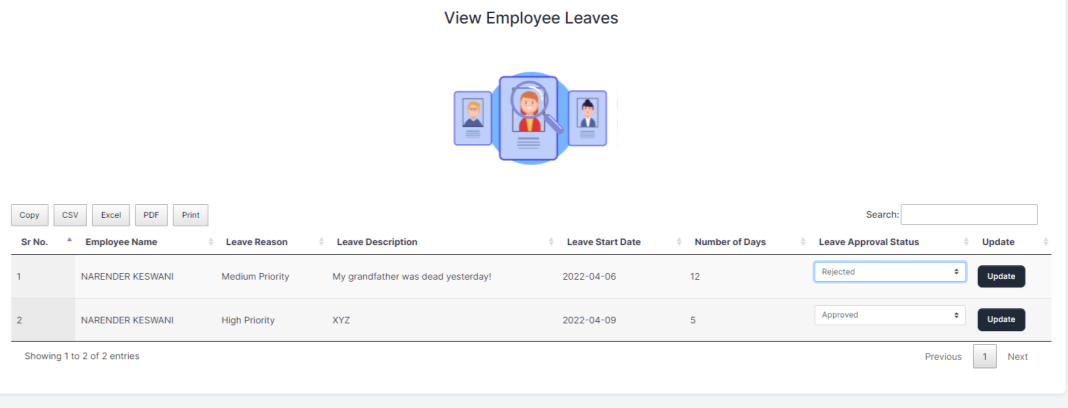 View Employee Leaves
Copy CSV Excel PDF Print Search:
Sr No. Employee Name Leave Reason Leave Description Leave Start Date Number of Days Leave Approval Status Update
1 NARENDER KESWANI Medium Priority My grandfather was dead yesterday! 2022-04-06 12 Rejected Update
2 NARENDER KESWANI High Priority XYZ 2022-04-09 5 Approved Update
Showing 1 to 2 of 2 entries Previous 1 Next